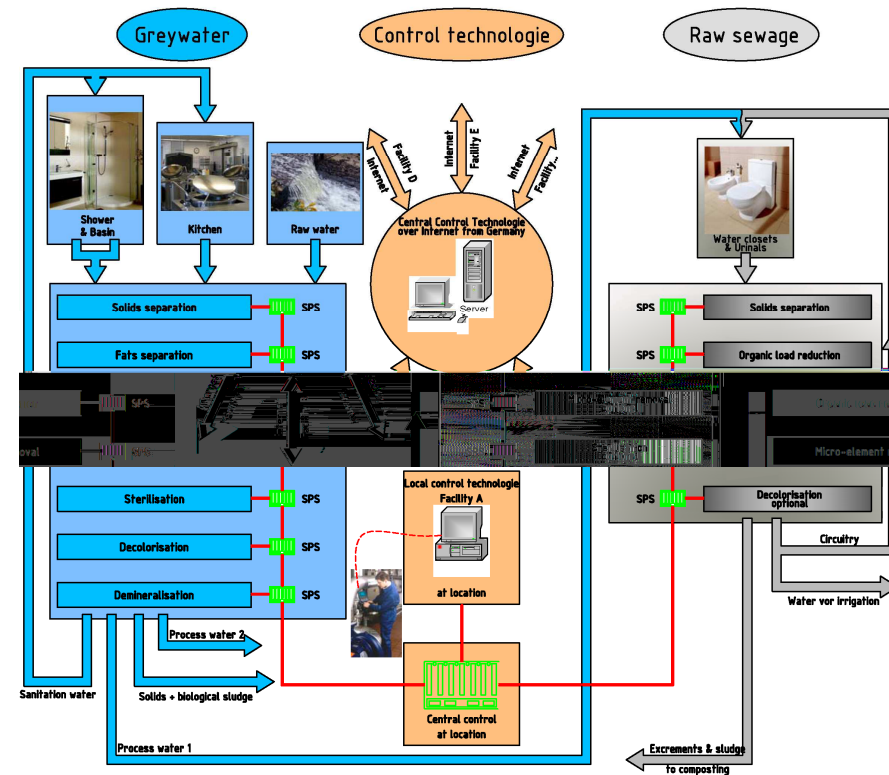 Greywater
Control technologie
Raw sewage
Facility D
Internet
Internet
Facility E
Internet
Facility...
Shower
& Basin
Kitchen
Raw water
Central Control Technologie
over Internet from Germany
Server
Water closets
& Urinals
Solids separation
SPS
Fats separation
SPS
SPS
Solids separation
SPS
Organic load reduction
SPS
SPS
Micro-element
Sterilisation
SPS
Decolorisation
SPS
Demineralisation
SPS
Local control technologie
Facility A
at location
SPS
Decolorisation
optional
Circuitry
Water vor irrigation
Process water 2
Sanitation water
Solids + biological sludge
Process water 1
Central control
at location
Excrements & sludge
to composting